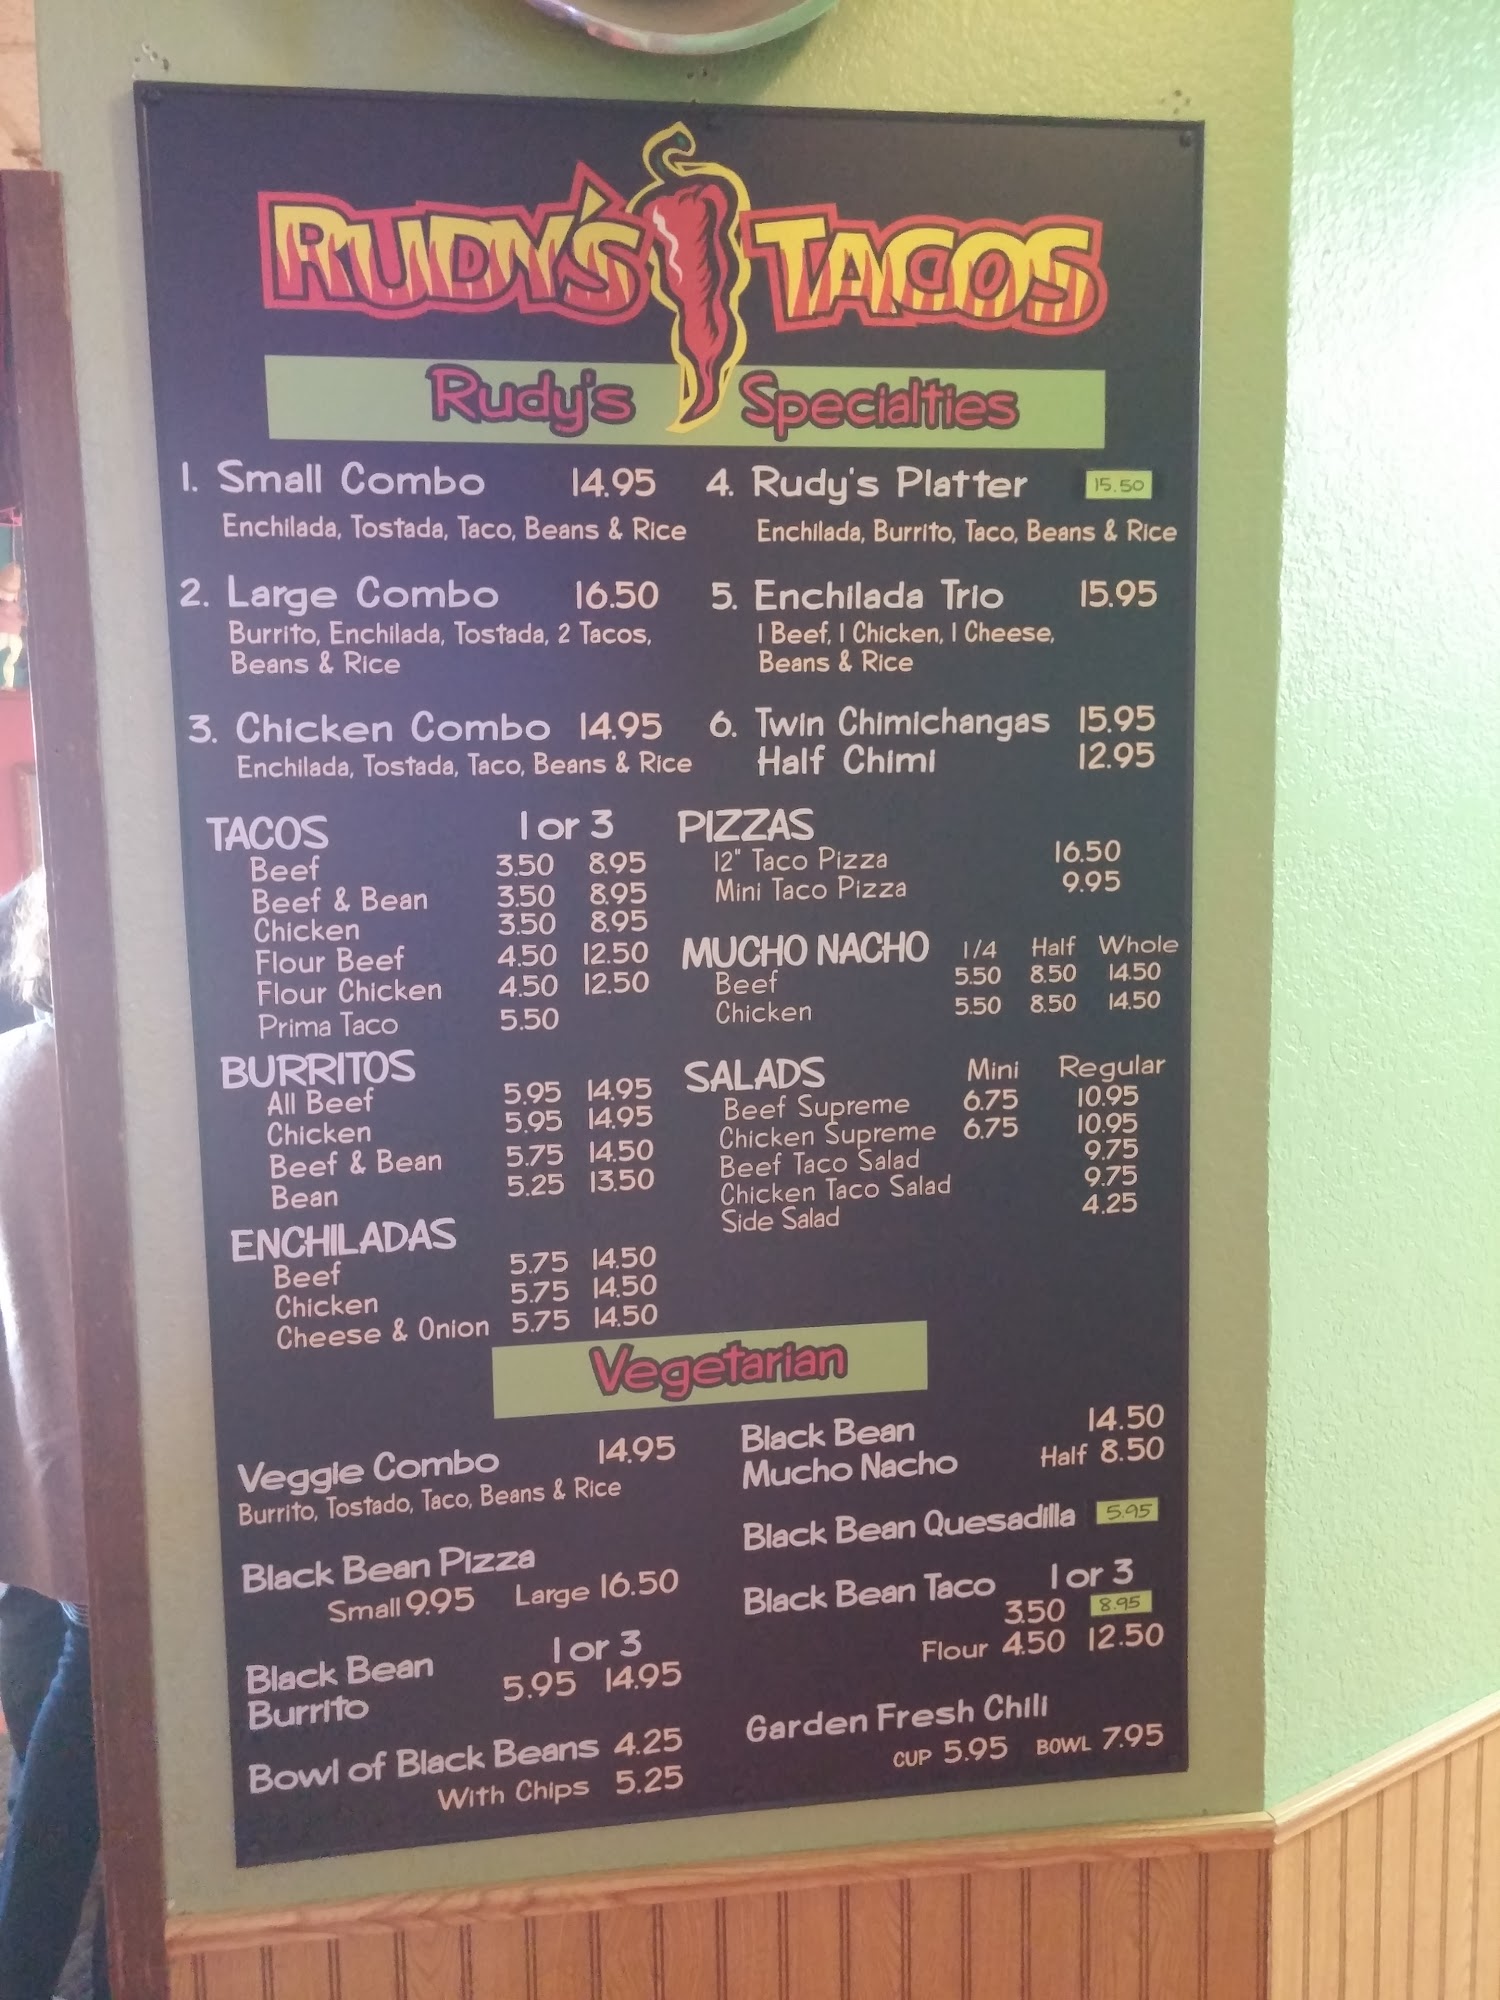 RUDY'S TACOS
Rudy's Specialties
1. Small Combo 14.95
Enchilada, Tostada, Taco, Beans & Rice
2. Large Combo 16.50
Burrito, Enchilada, Tostada, 2 Tacos,
Beans & Rice
3. Chicken Combo 14.95
Enchilada, Tostada, Taco, Beans & Rice
4. Rudy's Platter 15.50
Enchilada, Burrito, Taco, Beans & Rice
5. Enchilada Trio 15.95
1 Beef, 1 Chicken, 1 Cheese,
Beans & Rice
6. Twin Chimichangas 15.95
Half Chimi 12.95
TACOS 1 or 3
Beef 3.50 8.95
Beef & Bean 3.50 8.95
Chicken 3.50 8.95
Flour Beef 4.50 12.50
Flour Chicken 4.50 12.50
Prima Taco 5.50
BURRITOS
All Beef 5.95 14.95
Chicken 5.95 14.95
Beef & Bean 5.75 14.50
Bean 5.25 13.50
ENCHILADAS
Beef 5.75 14.50
Chicken 5.75 14.50
Cheese & Onion 5.75 14.50
PIZZAS
12" Taco Pizza 16.50
Mini Taco Pizza 9.95
MUCHO NACHO 1/4 Half Whole
Beef 5.50 8.50 14.50
Chicken 5.50 8.50 14.50
SALADS Mini Regular
Beef Supreme 6.75 10.95
Chicken Supreme 6.75 10.95
Beef Taco Salad 9.75
Chicken Taco Salad 9.75
Side Salad 4.25
Vegetarian
Veggie Combo 14.95
Burrito, Tostado, Taco, Beans & Rice
Black Bean Pizza
Small 9.95 Large 16.50
1 or 3
Black Bean 5.95 14.95
Burrito
Bowl of Black Beans 4.25
With Chips 5.25
Black Bean 14.50
Mucho Nacho Half 8.50
Black Bean Quesadilla 5.95
Black Bean Taco 1 or 3
3.50 8.95
Flour 4.50 12.50
Garden Fresh Chili
CUP 5.95 BOWL 7.95